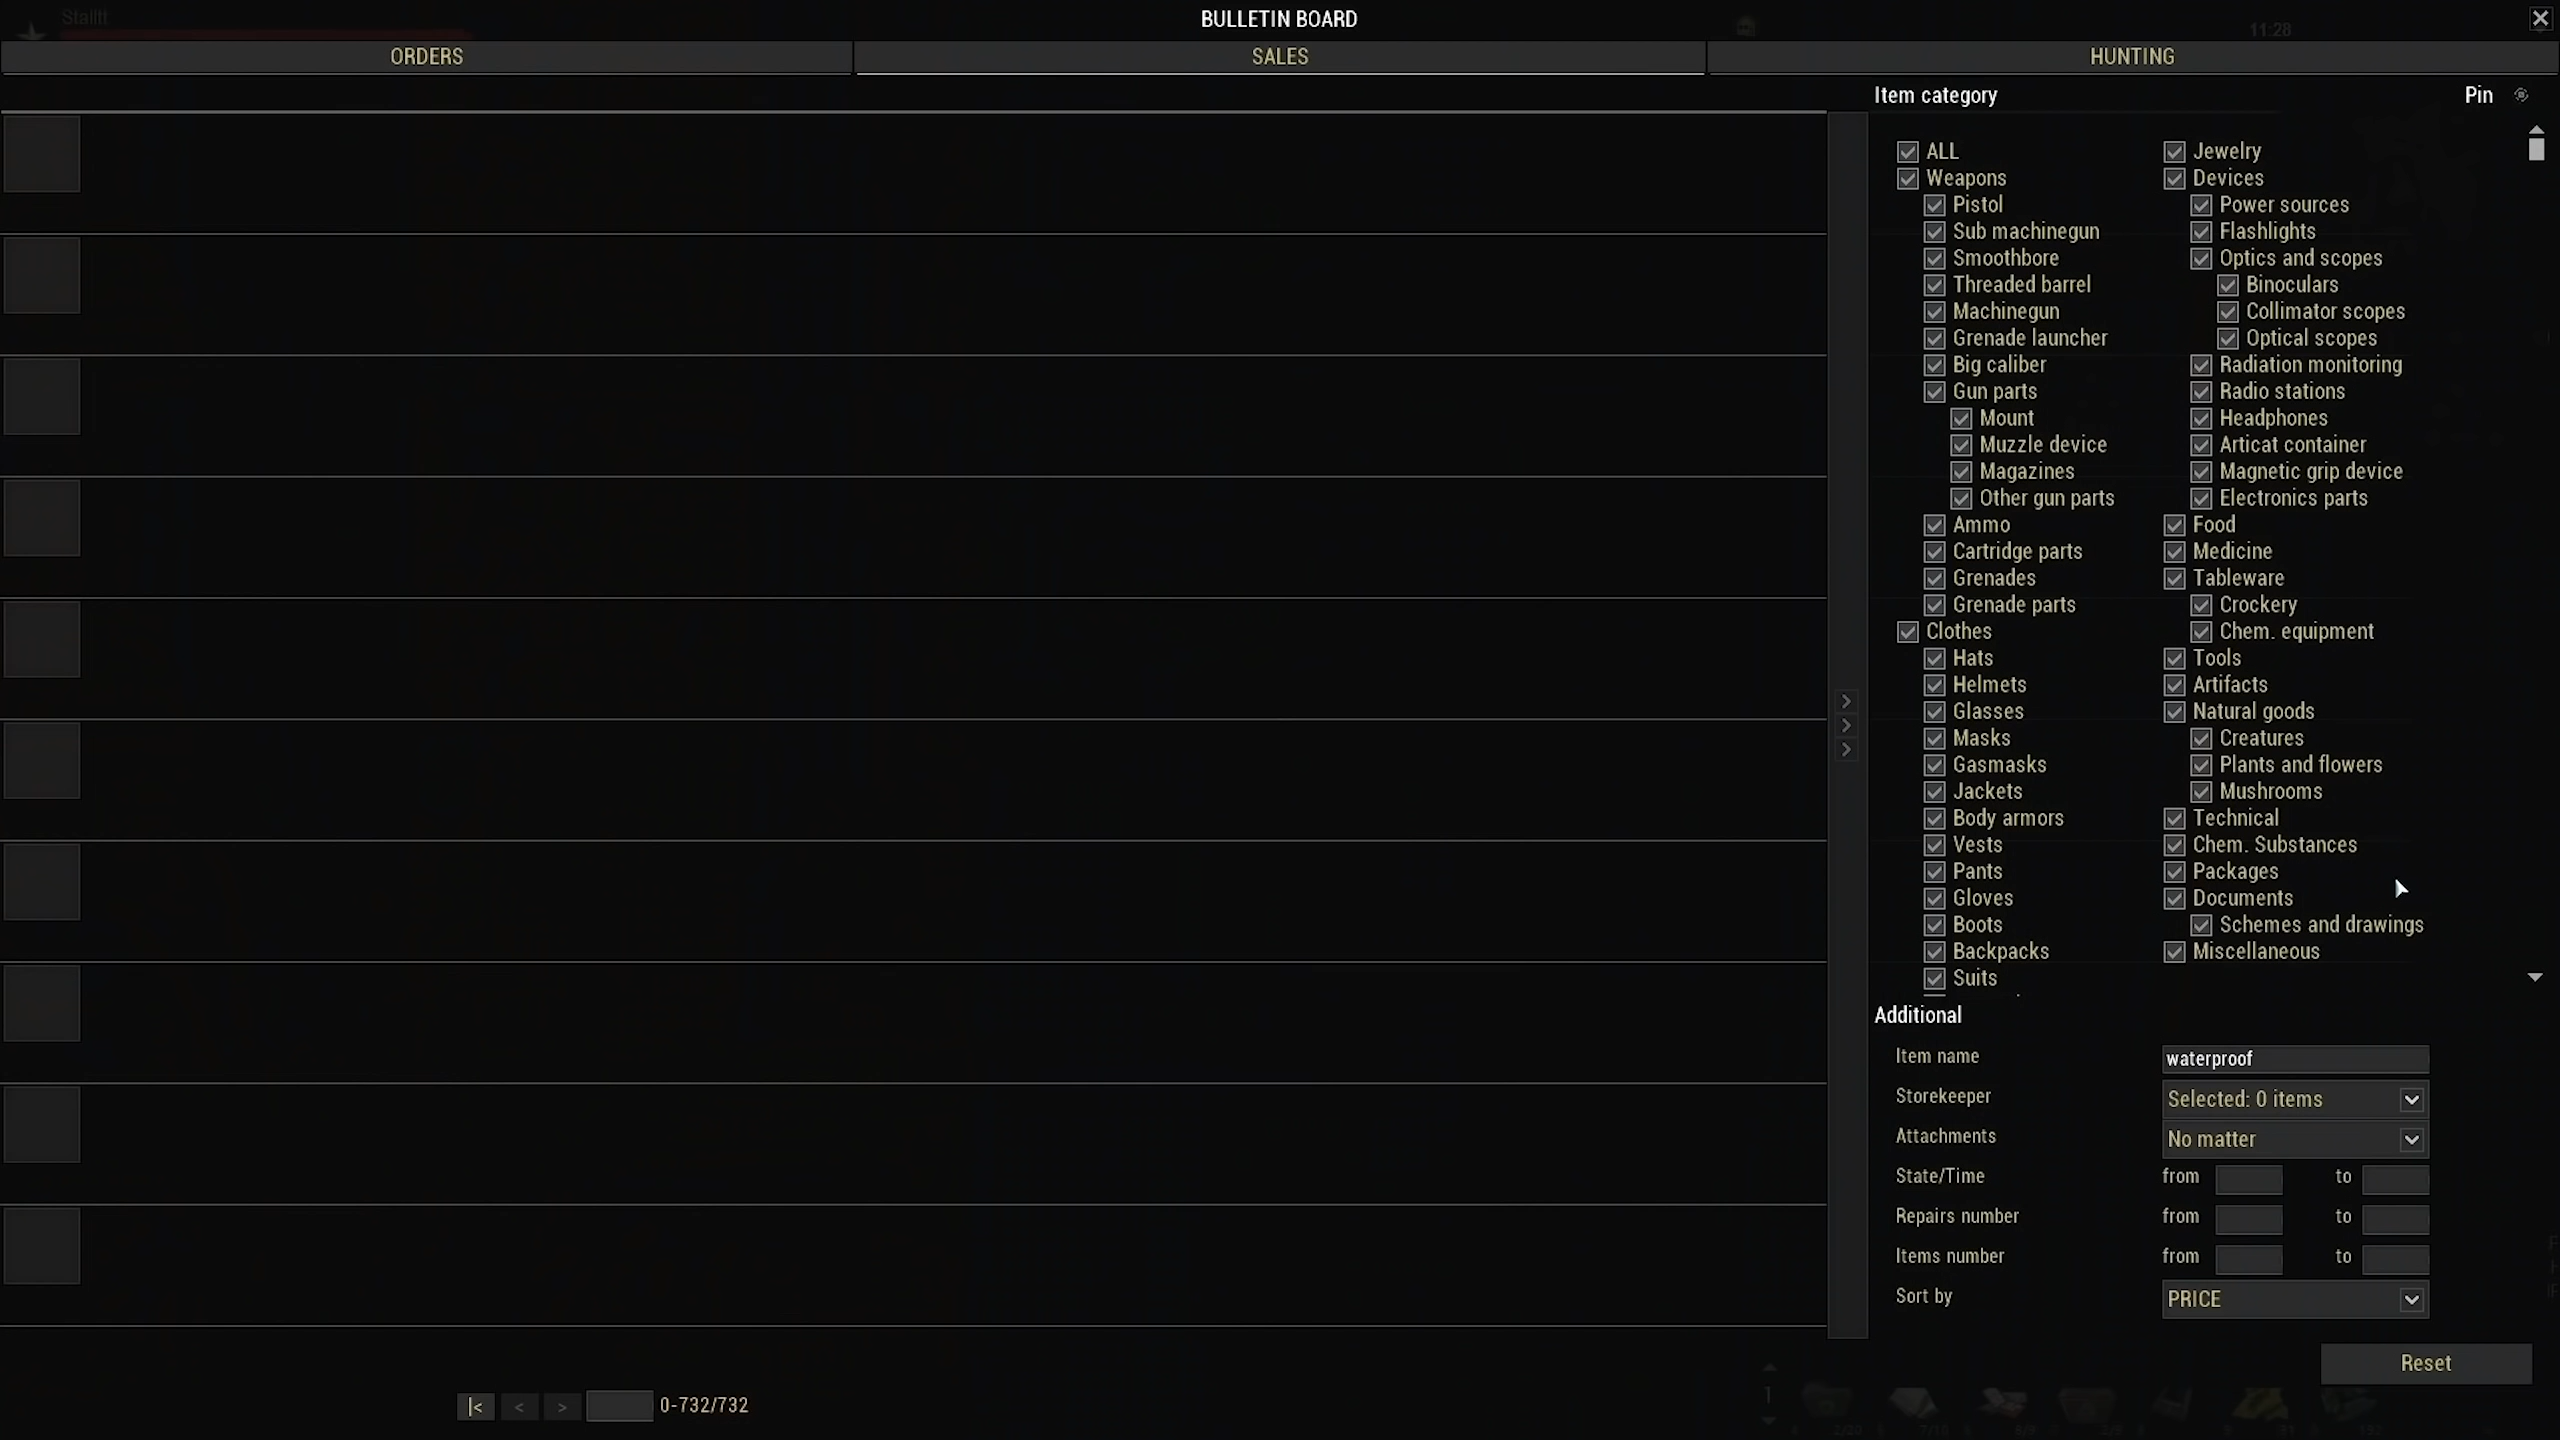 Stalltt
BULLETIN BOARD
11:28
ORDERS
SALES
HUNTING
Item category
Pin
ALL
Weapons
Pistol
Sub machinegun
Smoothbore
Threaded barrel
Machinegun
Grenade launcher
Big caliber
Gun parts
Mount
Muzzle device
Magazines
Other gun parts
Ammo
Cartridge parts
Grenades
Grenade parts
Clothes
Hats
Helmets
Glasses
Masks
Gasmasks
Jackets
Body armors
Vests
Pants
Gloves
Boots
Backpacks
Suits
Jewelry
Devices
Power sources
Flashlights
Optics and scopes
Binoculars
Collimator scopes
Optical scopes
Radiation monitoring
Radio stations
Headphones
Articat container
Magnetic grip device
Electronics parts
Food
Medicine
Tableware
Crockery
Chem. equipment
Tools
Artifacts
Natural goods
Creatures
Plants and flowers
Mushrooms
Technical
Chem. Substances
Packages
Documents
Schemes and drawings
Miscellaneous
Additional
Item name waterproof
Storekeeper Selected: 0 items
Attachments No matter
State/Time from to
Repairs number from to
Items number from to
Sort by PRICE
Reset
|< < > 0-732/732
1